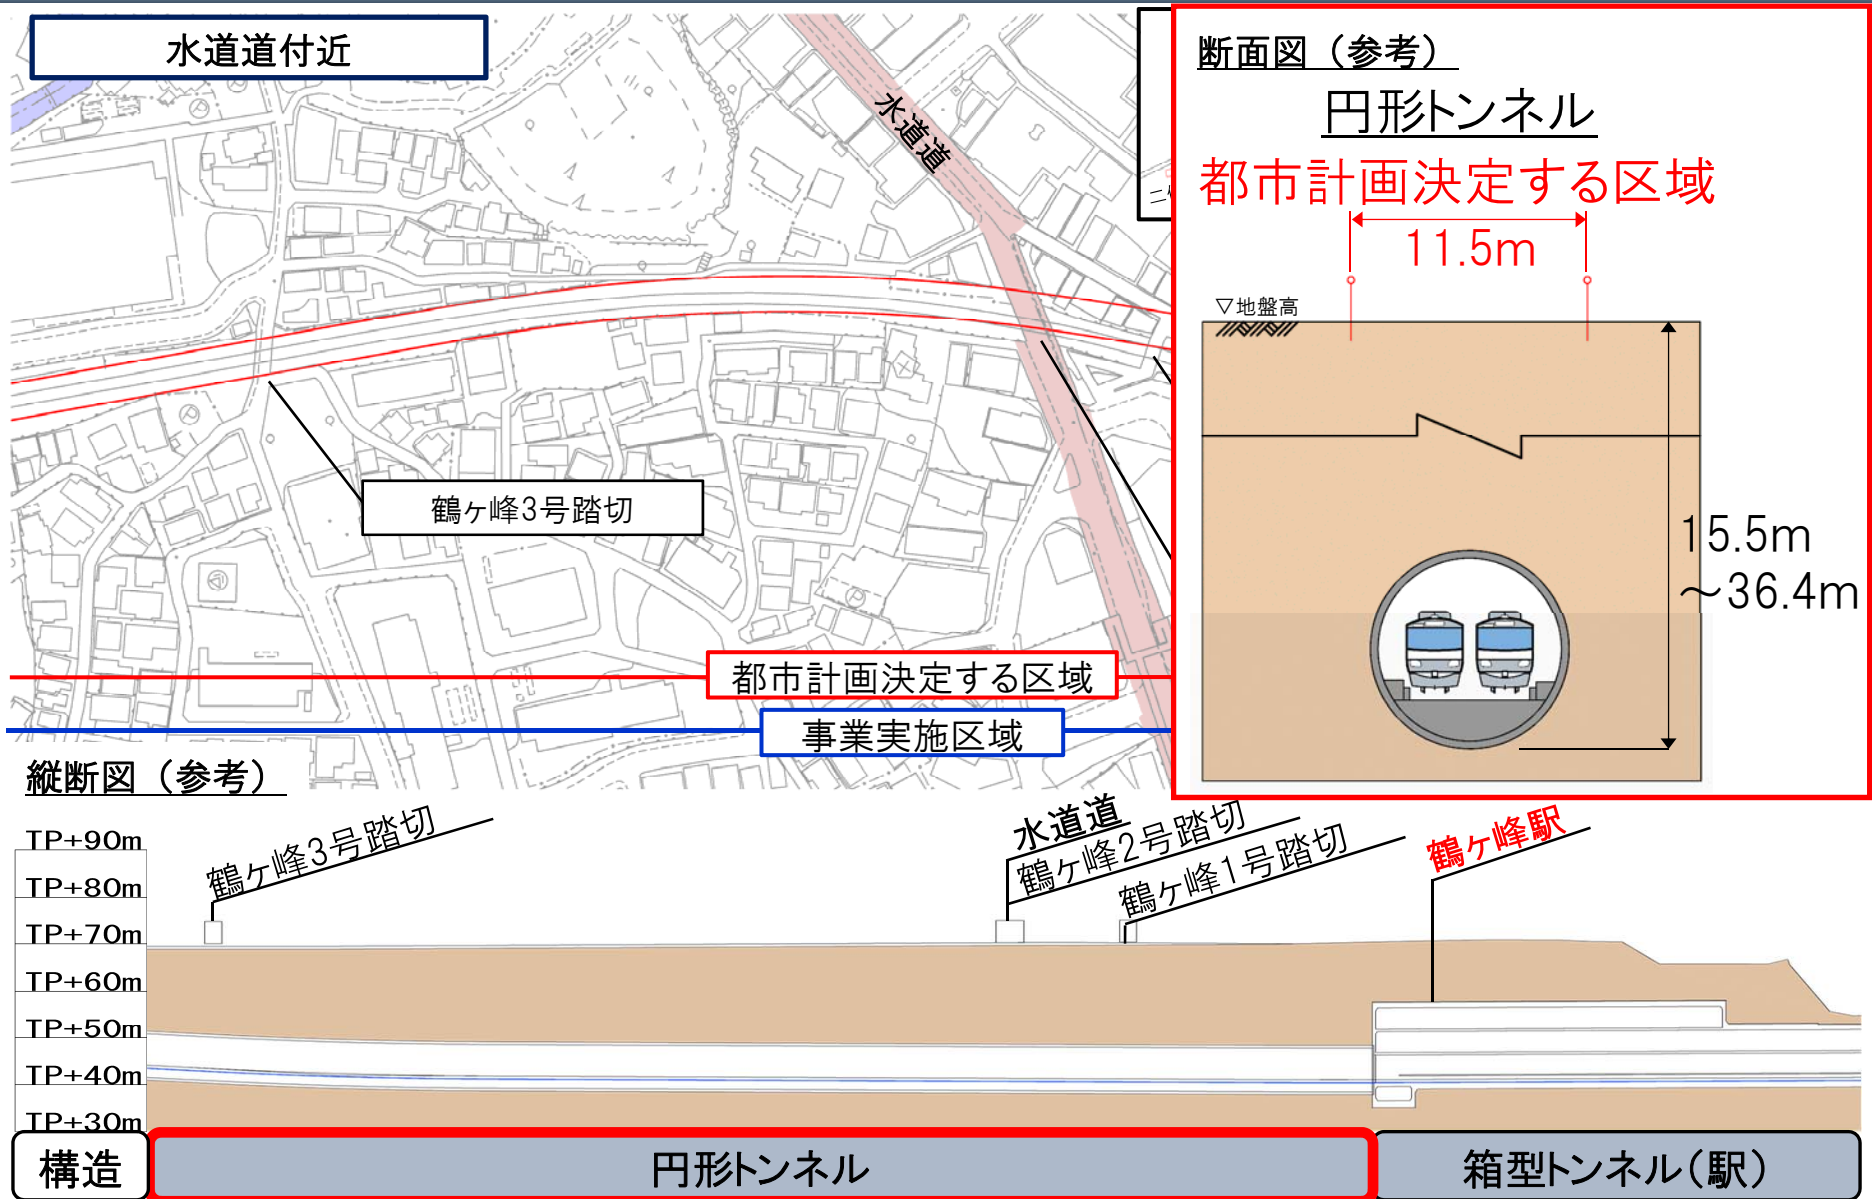 水道道付近
水道道
鶴ヶ峰3号踏切
都市計画決定する区域
事業実施区域
断面図（参考）
円形トンネル
都市計画決定する区域
11.5m
▽地盤高
15.5m
～36.4m
縦断図（参考）
TP+90m
TP+80m
TP+70m
TP+60m
TP+50m
TP+40m
TP+30m
鶴ヶ峰3号踏切
水道道
鶴ヶ峰2号踏切
鶴ヶ峰1号踏切
鶴ヶ峰駅
構造
円形トンネル
箱型トンネル（駅）